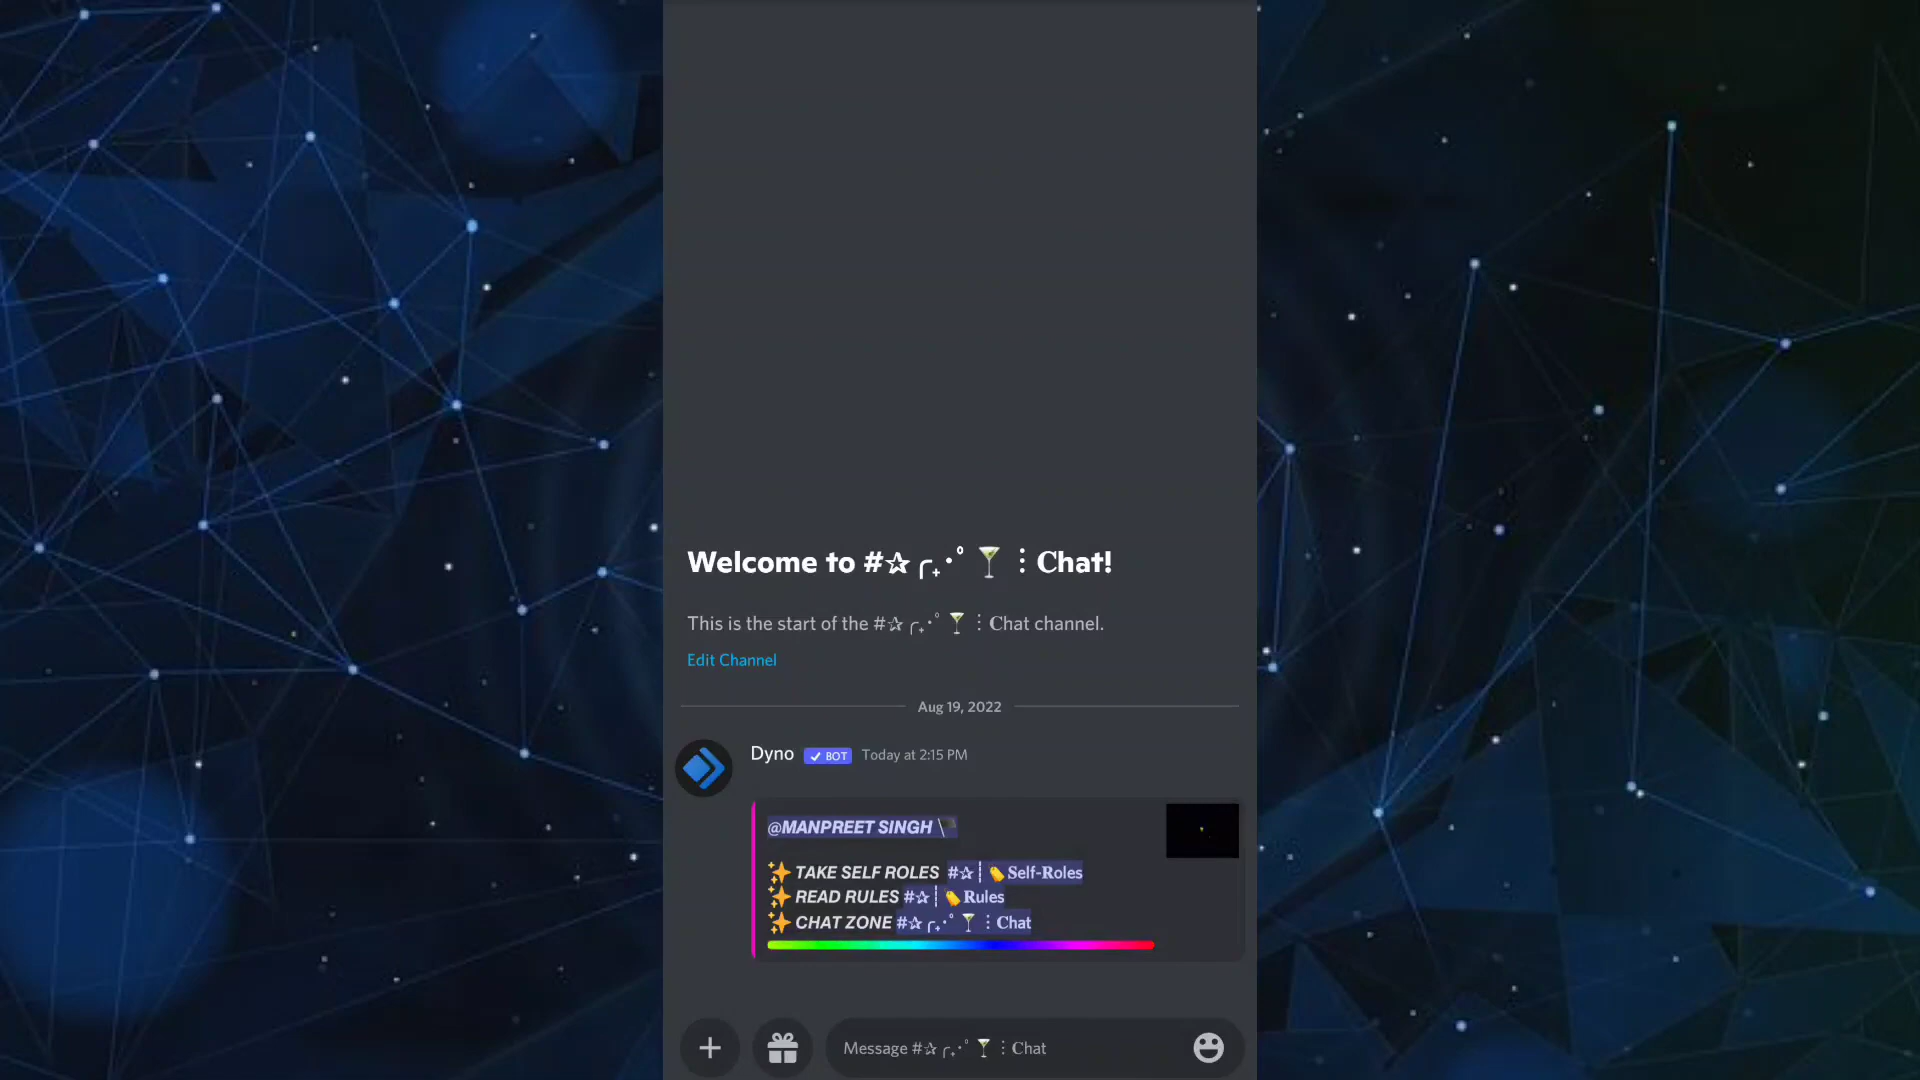 Welcome to #✰╭₊˚🍸⋮Chat!
This is the start of the #✰╭₊˚🍸⋮Chat channel.
Edit Channel
Aug 19, 2022
Dyno ✓ BOT Today at 2:15 PM
@MANPREET SINGH
✨ TAKE SELF ROLES #✰┆🏷️Self-Roles
✨ READ RULES #✰┆🏷️Rules
✨ CHAT ZONE #✰╭₊˚🍸⋮Chat
Message #✰╭₊˚🍸⋮Chat